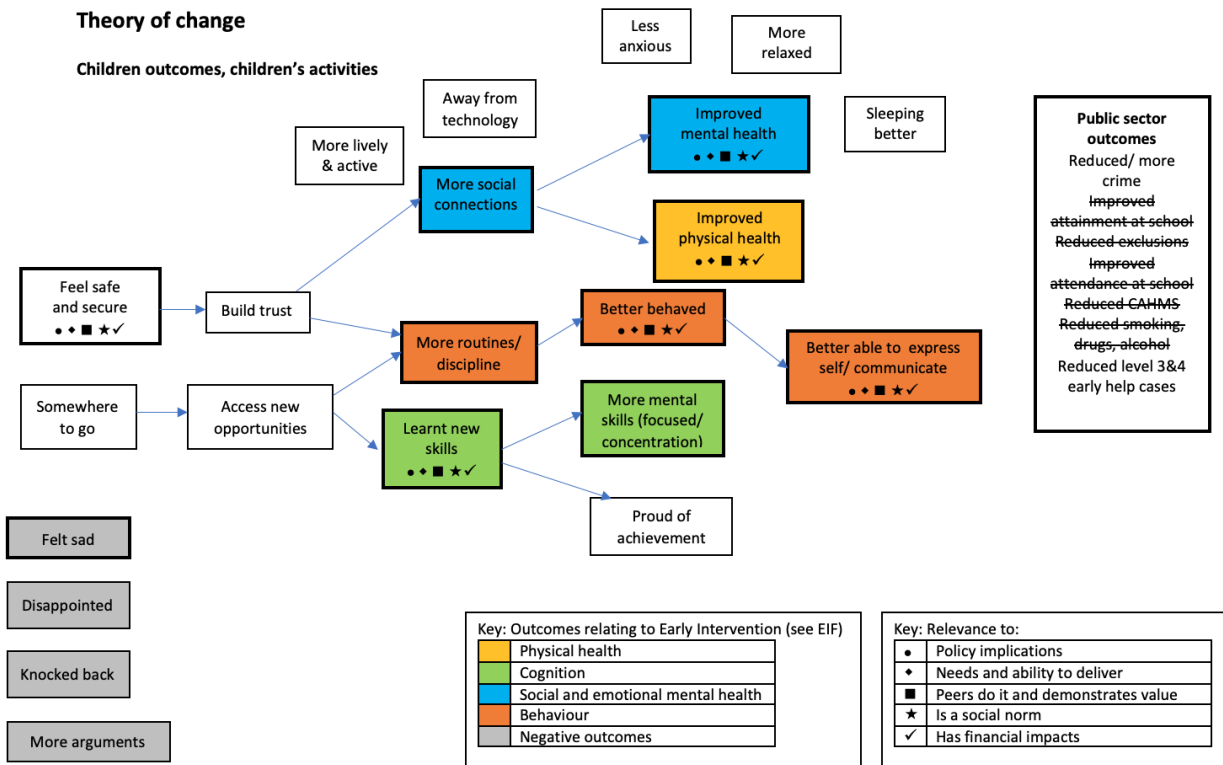 Theory of change
Children outcomes, children's activities
Less
anxious
More
relaxed
Away from
technology
Improved
mental health
● ◆ ■ ★✓
Sleeping
better
More lively
& active
More social
connections
Improved
physical health
● ◆ ■ ★✓
Feel safe
and secure
● ◆ ■ ★✓
Build trust
More routines/
discipline
Better behaved
● ◆ ■ ★✓
Better able to  express
self/ communicate
● ◆ ■ ★✓
Somewhere
to go
Access new
opportunities
Learnt new
skills
● ◆ ■ ★✓
More mental
skills (focused/
concentration)
Proud of
achievement
Public sector
outcomes
Reduced/ more
crime
Improved
attainment at school
Reduced exclusions
Improved
attendance at school
Reduced CAHMS
Reduced smoking,
drugs, alcohol
Reduced level 3&4
early help cases
Felt sad
Disappointed
Knocked back
More arguments
Key: Outcomes relating to Early Intervention (see EIF)
Physical health
Cognition
Social and emotional mental health
Behaviour
Negative outcomes
Key: Relevance to:
● Policy implications
◆ Needs and ability to deliver
■ Peers do it and demonstrates value
★ Is a social norm
✓ Has financial impacts